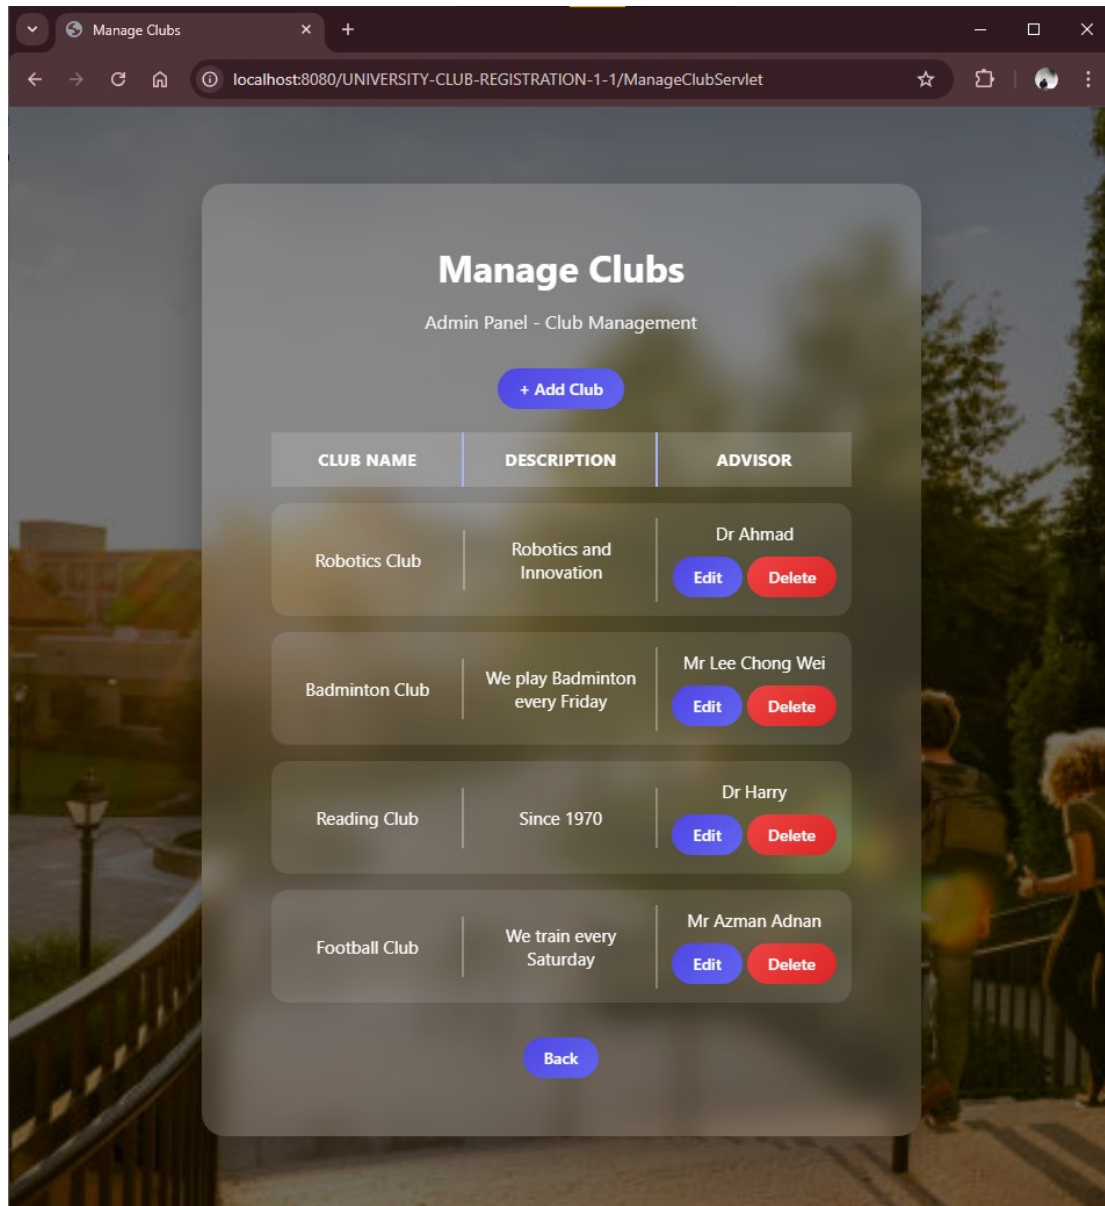 Manage Clubs
localhost:8080/UNIVERSITY-CLUB-REGISTRATION-1-1/ManageClubServlet
Manage Clubs
Admin Panel - Club Management
+ Add Club
CLUB NAME DESCRIPTION ADVISOR
Robotics Club
Robotics and
Innovation
Dr Ahmad
Edit Delete
Badminton Club
We play Badminton
every Friday
Mr Lee Chong Wei
Edit Delete
Reading Club
Since 1970
Dr Harry
Edit Delete
Football Club
We train every
Saturday
Mr Azman Adnan
Edit Delete
Back